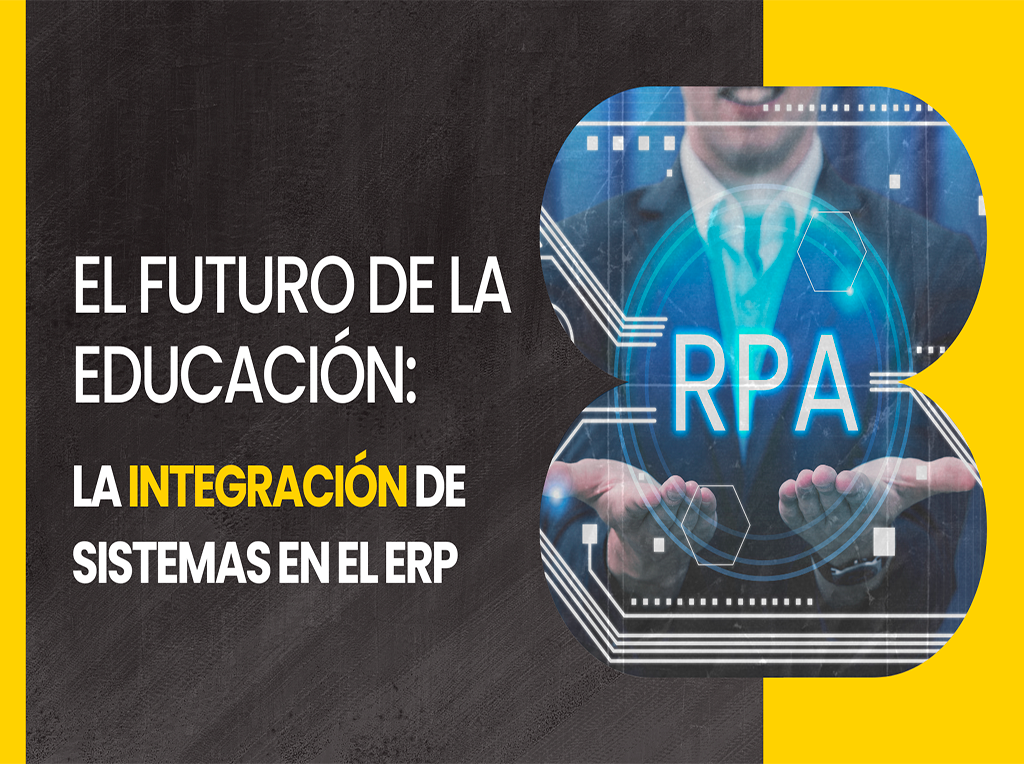 EL FUTURO DE LA
EDUCACIÓN:
LA INTEGRACIÓN DE
SISTEMAS EN EL ERP
RPA